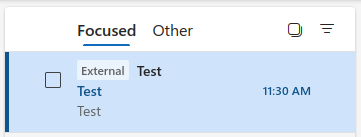 Focused Other
External Test
Test 11:30 AM
Test